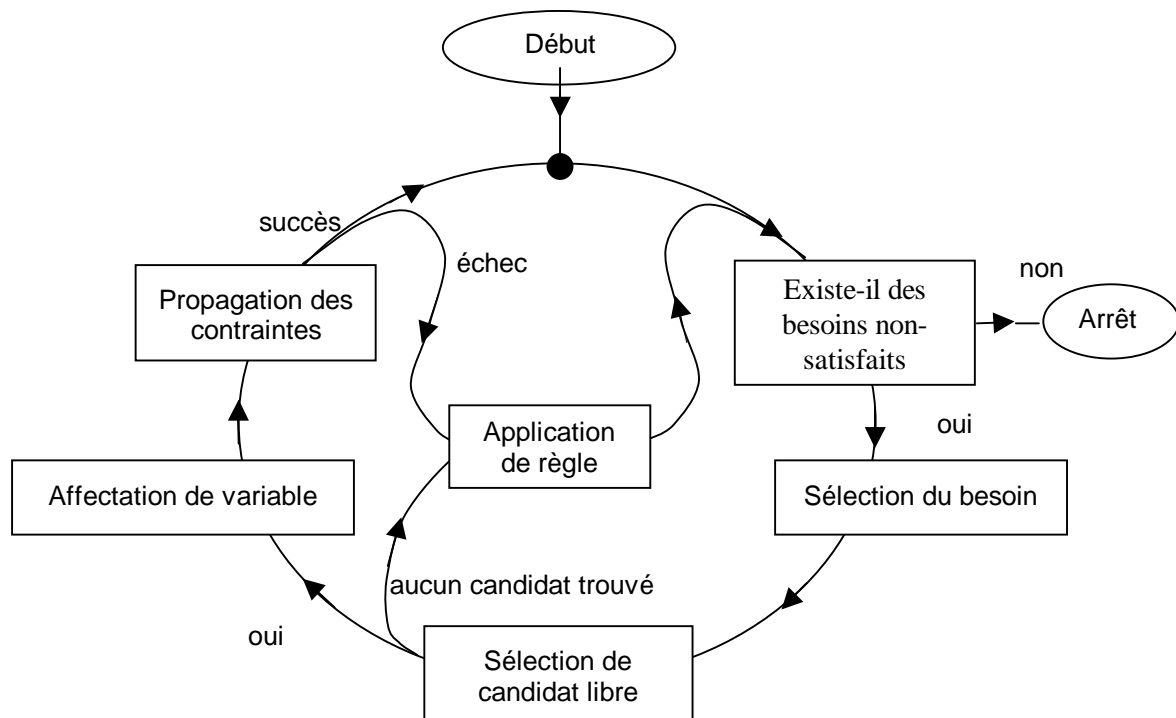 Début
succès
échec
non
Propagation des
contraintes
Existe-il des
besoins non-
satisfaits
Arrêt
Application
de règle
oui
Affectation de variable
Sélection du besoin
aucun candidat trouvé
oui
Sélection de
candidat libre